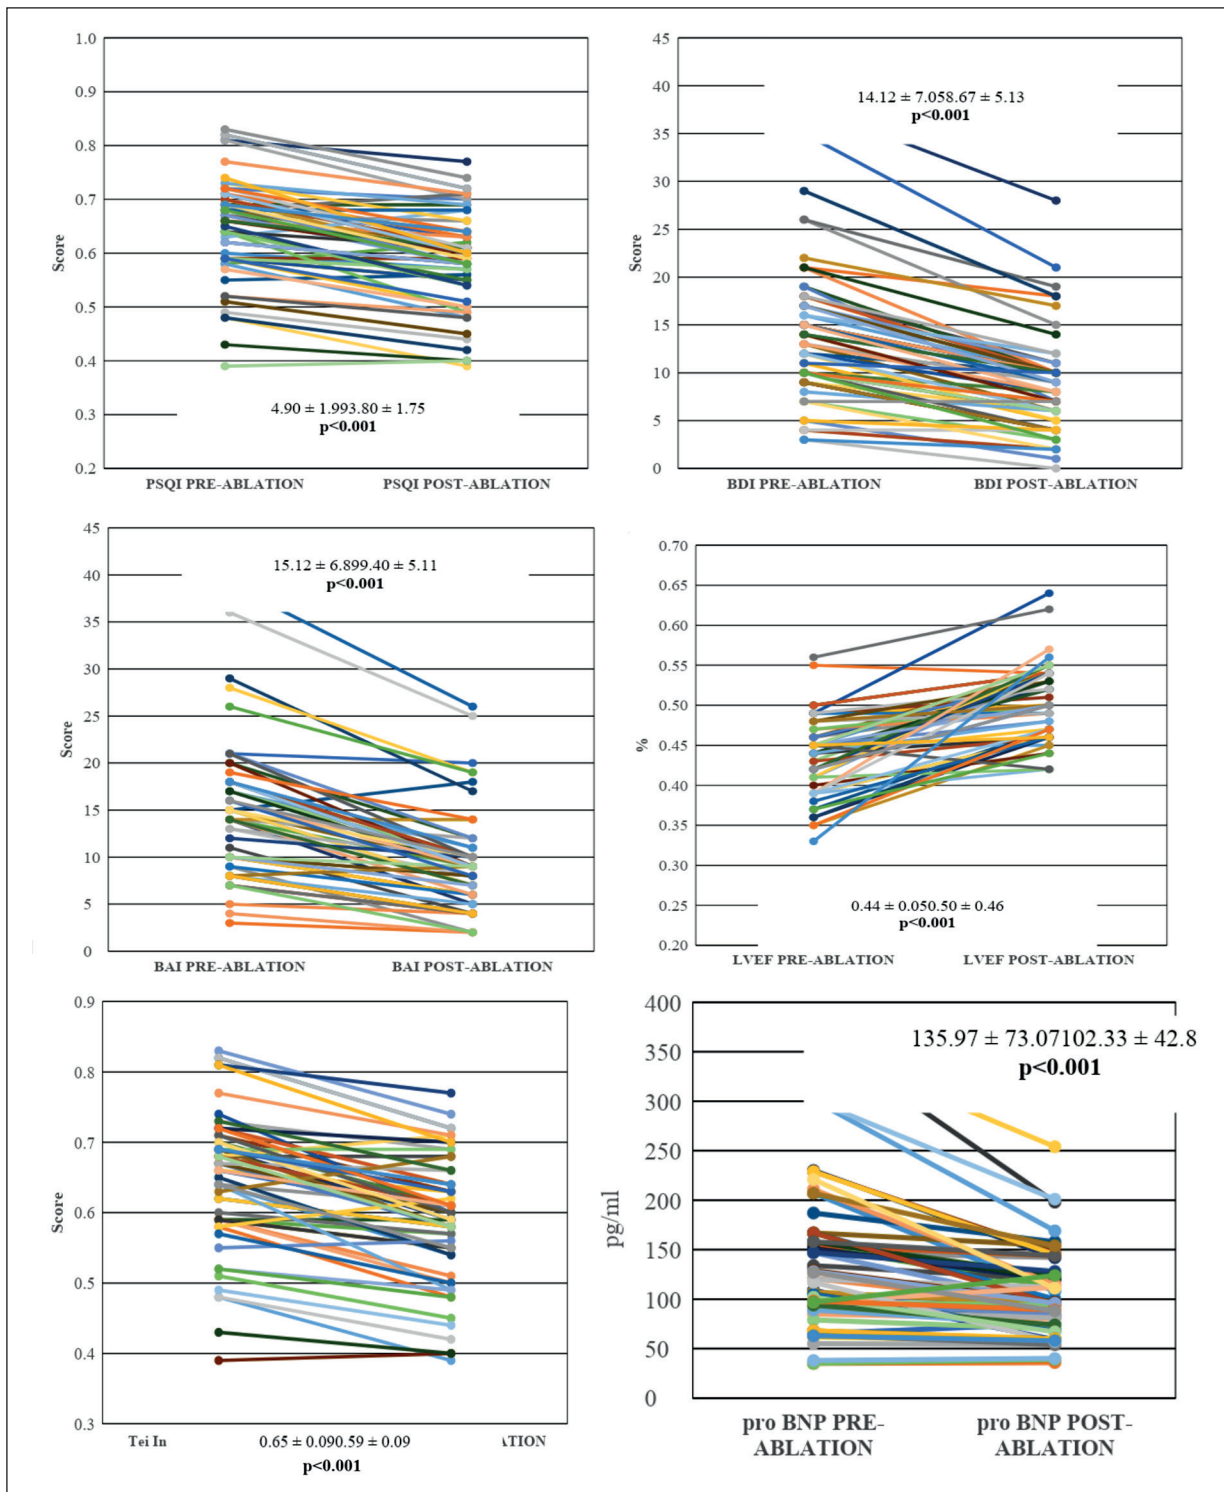 1.0
0.9
0.8
0.7
0.6
0.5
0.4
0.3
0.2
Score
4.90 ± 1.993.80 ± 1.75
p<0.001
PSQI PRE-ABLATION PSQI POST-ABLATION
45
40
35
30
25
20
15
10
5
0
Score
14.12 ± 7.058.67 ± 5.13
p<0.001
BDI PRE-ABLATION BDI POST-ABLATION
45
40
35
30
25
20
15
10
5
0
Score
15.12 ± 6.899.40 ± 5.11
p<0.001
BAI PRE-ABLATION BAI POST-ABLATION
0.70
0.65
0.60
0.55
0.50
0.45
0.40
0.35
0.30
0.25
0.20
%
0.44 ± 0.050.50 ± 0.46
p<0.001
LVEF PRE-ABLATION LVEF POST-ABLATION
0.9
0.8
0.7
0.6
0.5
0.4
0.3
Score
Tei In
0.65 ± 0.090.59 ± 0.09
p<0.001
ATION
400
350
300
250
200
150
100
50
0
pg/ml
135.97 ± 73.07102.33 ± 42.8
p<0.001
pro BNP PRE- pro BNP POST-
ABLATION ABLATION